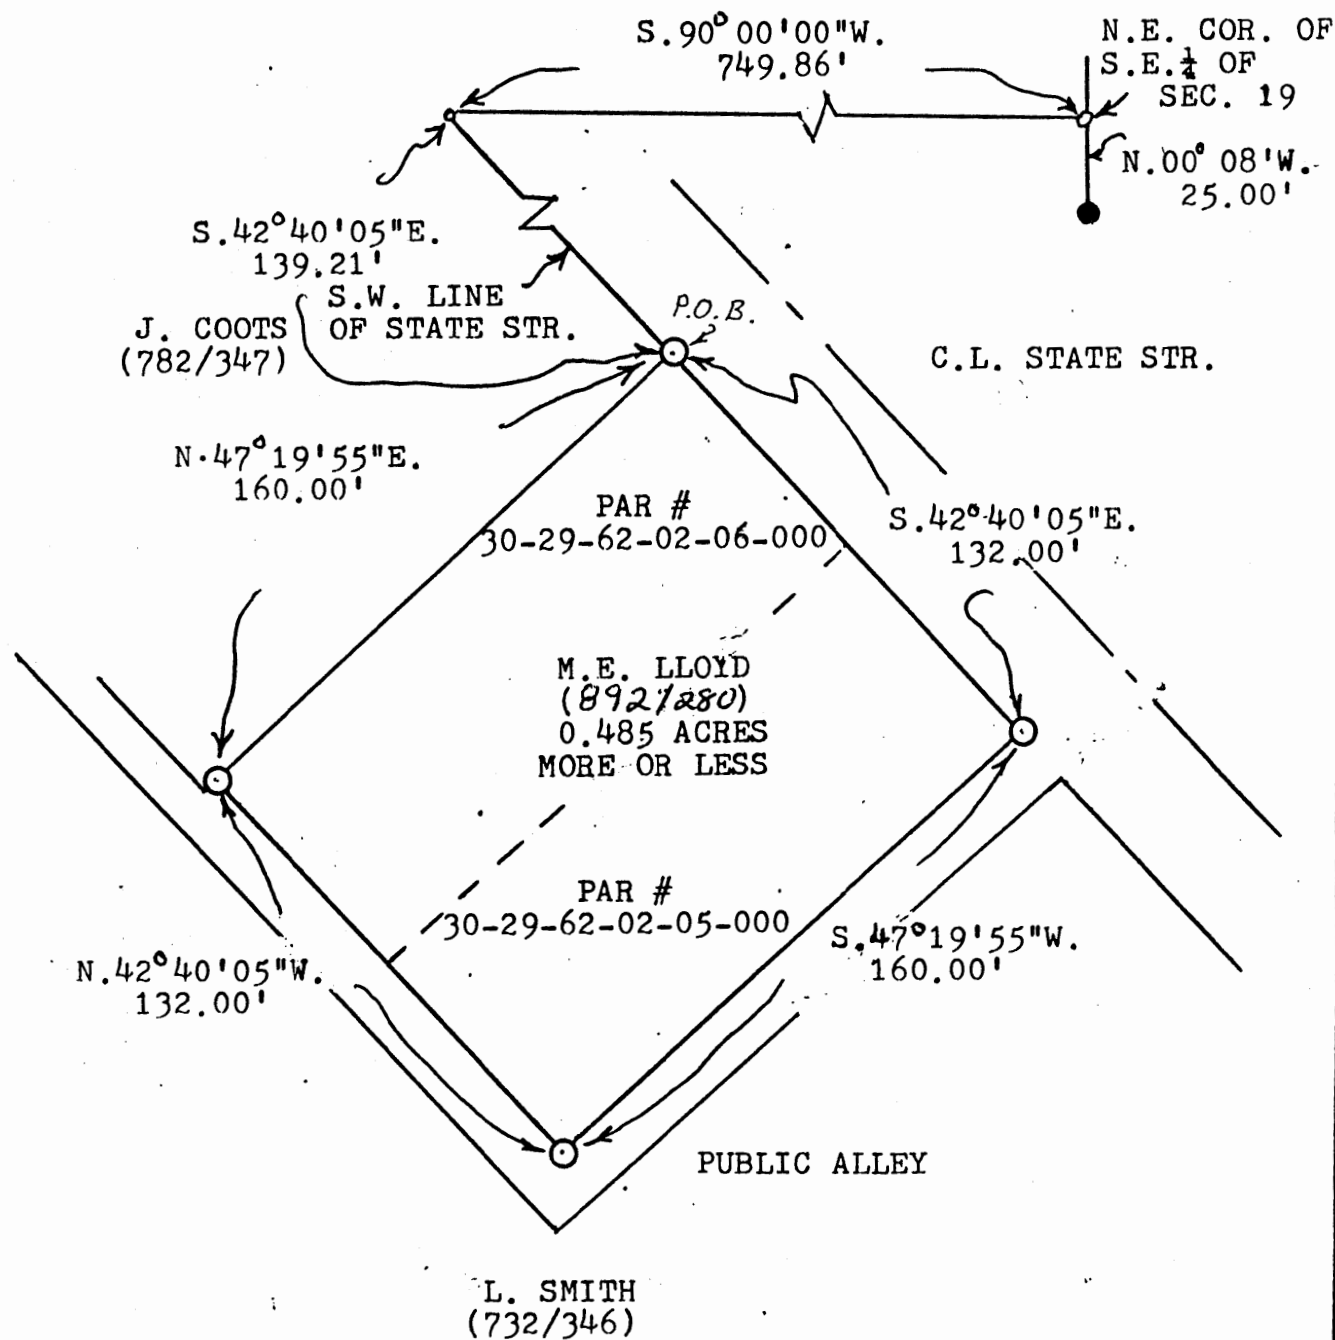 S.90°00'00"W.
749.86'
N.E. COR. OF
S.E.¼ OF
SEC. 19
N.00°08'W.
25.00'
S.42°40'05"E.
139.21'
S.W. LINE
OF STATE STR.
J. COOTS
(782/347)
P.O.B.
C.L. STATE STR.
N.47°19'55"E.
160.00'
PAR #
30-29-62-02-06-000
S.42°40'05"E.
132.00'
M.E. LLOYD
(892/280)
0.485 ACRES
MORE OR LESS
PAR #
30-29-62-02-05-000
S.47°19'55"W.
160.00'
N.42°40'05"W.
132.00'
PUBLIC ALLEY
L. SMITH
(732/346)